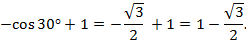 −cos 30° + 1 = −√3/2 + 1 = 1 − √3/2.